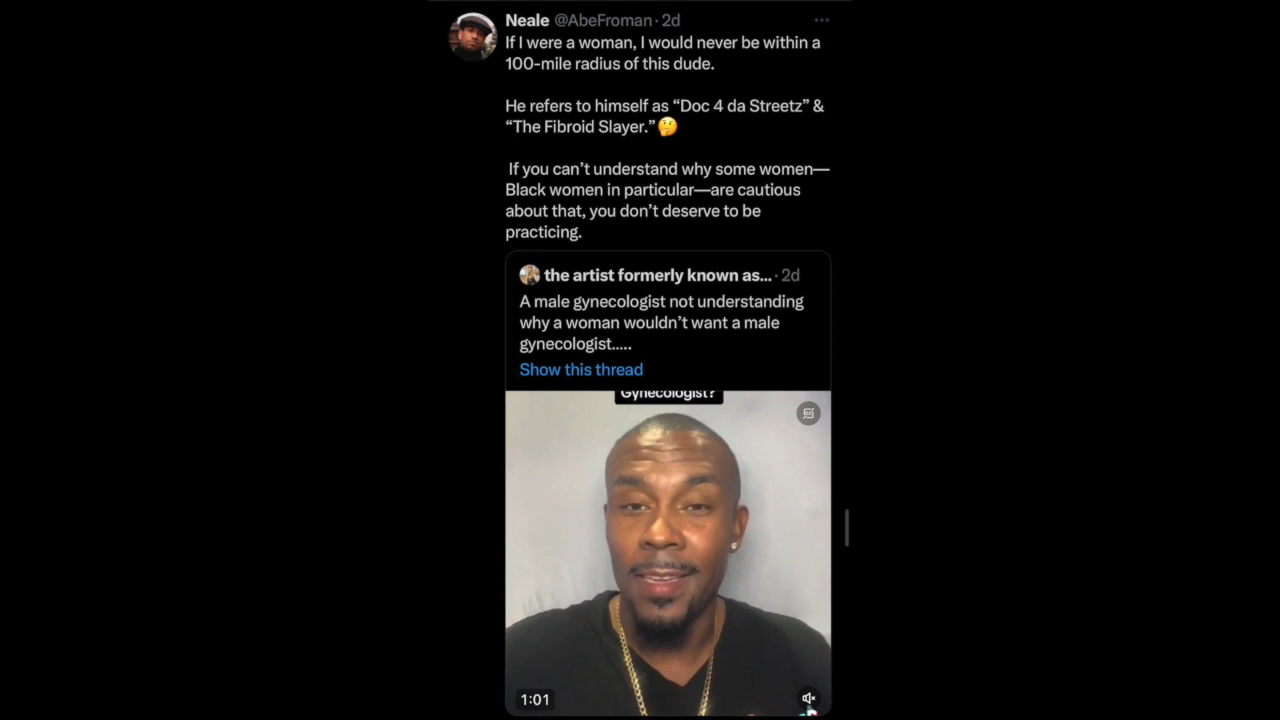 Neale @AbeFroman · 2d
If I were a woman, I would never be within a
100-mile radius of this dude.
He refers to himself as “Doc 4 da Streetz” &
“The Fibroid Slayer.”🤔
If you can’t understand why some women—
Black women in particular—are cautious
about that, you don’t deserve to be
practicing.
the artist formerly known as... · 2d
A male gynecologist not understanding
why a woman wouldn’t want a male
gynecologist.....
Show this thread
Gynecologist?
1:01